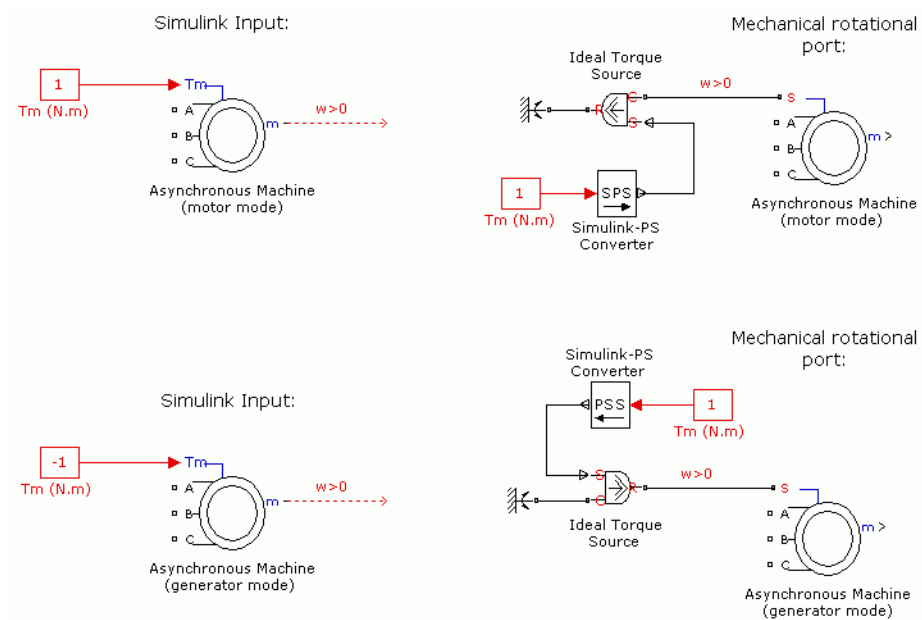 Simulink Input:
1
Tm (N.m)
Tm
A
B
C
m
w>0
Asynchronous Machine
(motor mode)
Mechanical rotational
port:
Ideal Torque
Source
R
C
S
w>0
1
Tm (N.m)
SPS
Simulink-PS
Converter
S
A
B
C
m >
Asynchronous Machine
(motor mode)
Simulink Input:
-1
Tm (N.m)
Tm
A
B
C
m
w>0
Asynchronous Machine
(generator mode)
Mechanical rotational
port:
Simulink-PS
Converter
PSS
1
Tm (N.m)
S
C
R
w>0
Ideal Torque
Source
S
A
B
C
m >
Asynchronous Machine
(generator mode)